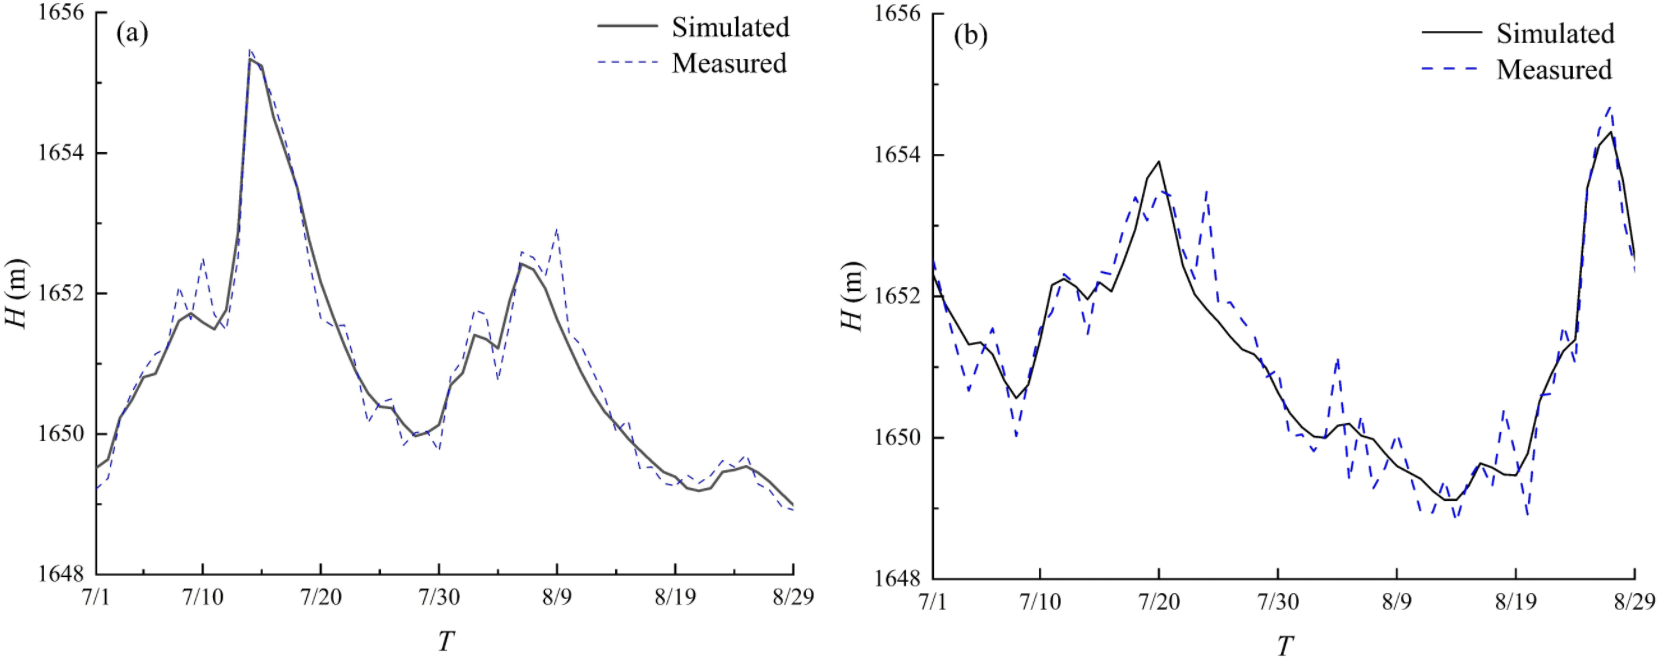 (a)
Simulated
Measured
1656
1654
1652
1650
1648
H (m)
7/1 7/10 7/20 7/30 8/9 8/19 8/29
T
(b)
Simulated
Measured
1656
1654
1652
1650
1648
H (m)
7/1 7/10 7/20 7/30 8/9 8/19 8/29
T